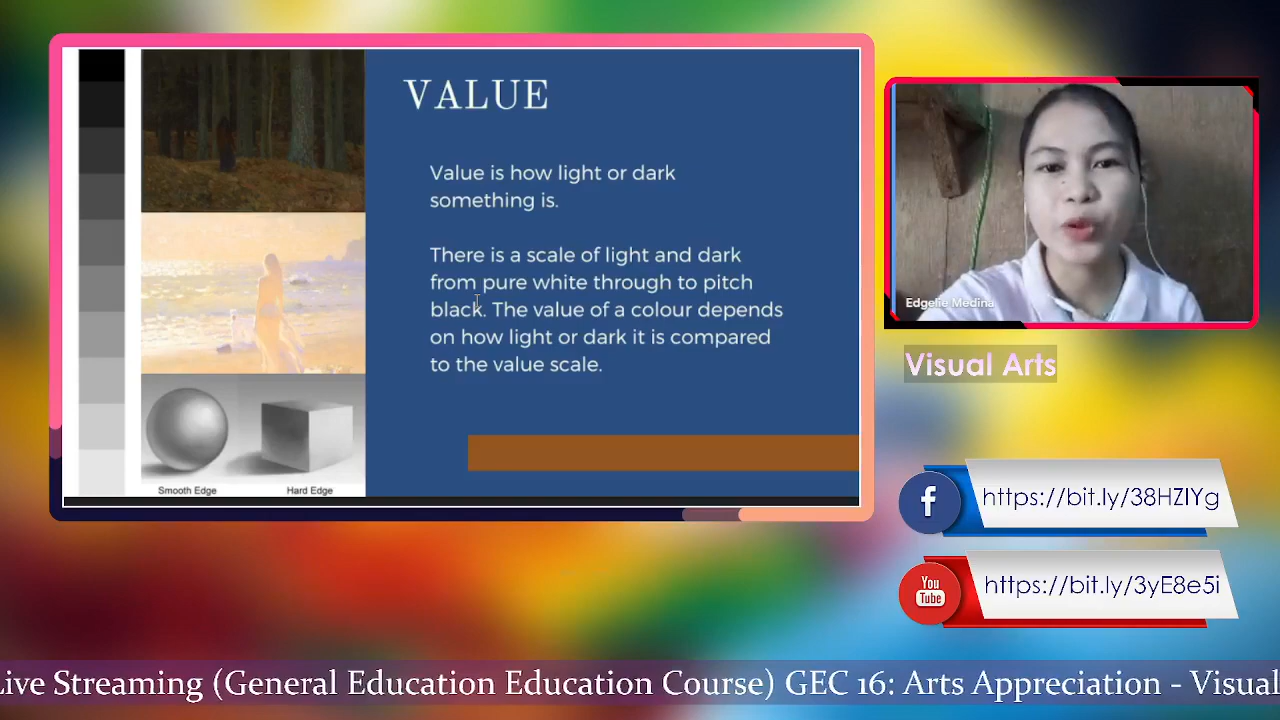 VALUE
Value is how light or dark
something is.
There is a scale of light and dark
from pure white through to pitch
black. The value of a colour depends
on how light or dark it is compared
to the value scale.
Smooth Edge
Hard Edge
Edgelie Medina
Visual Arts
https://bit.ly/38HZIYg
You
Tube
https://bit.ly/3yE8e5i
Live Streaming (General Education Education Course) GEC 16: Arts Appreciation - Visual